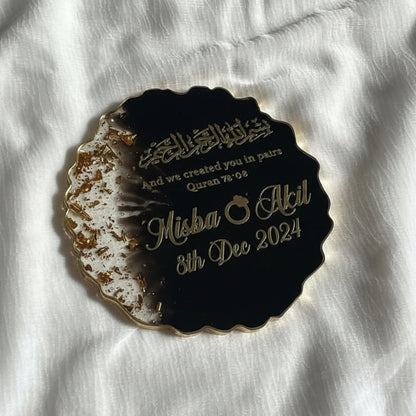 بسم الله الرحمن الرحيم
And we created you in pairs
Quran 78:08
Misba Akil
8th Dec 2024